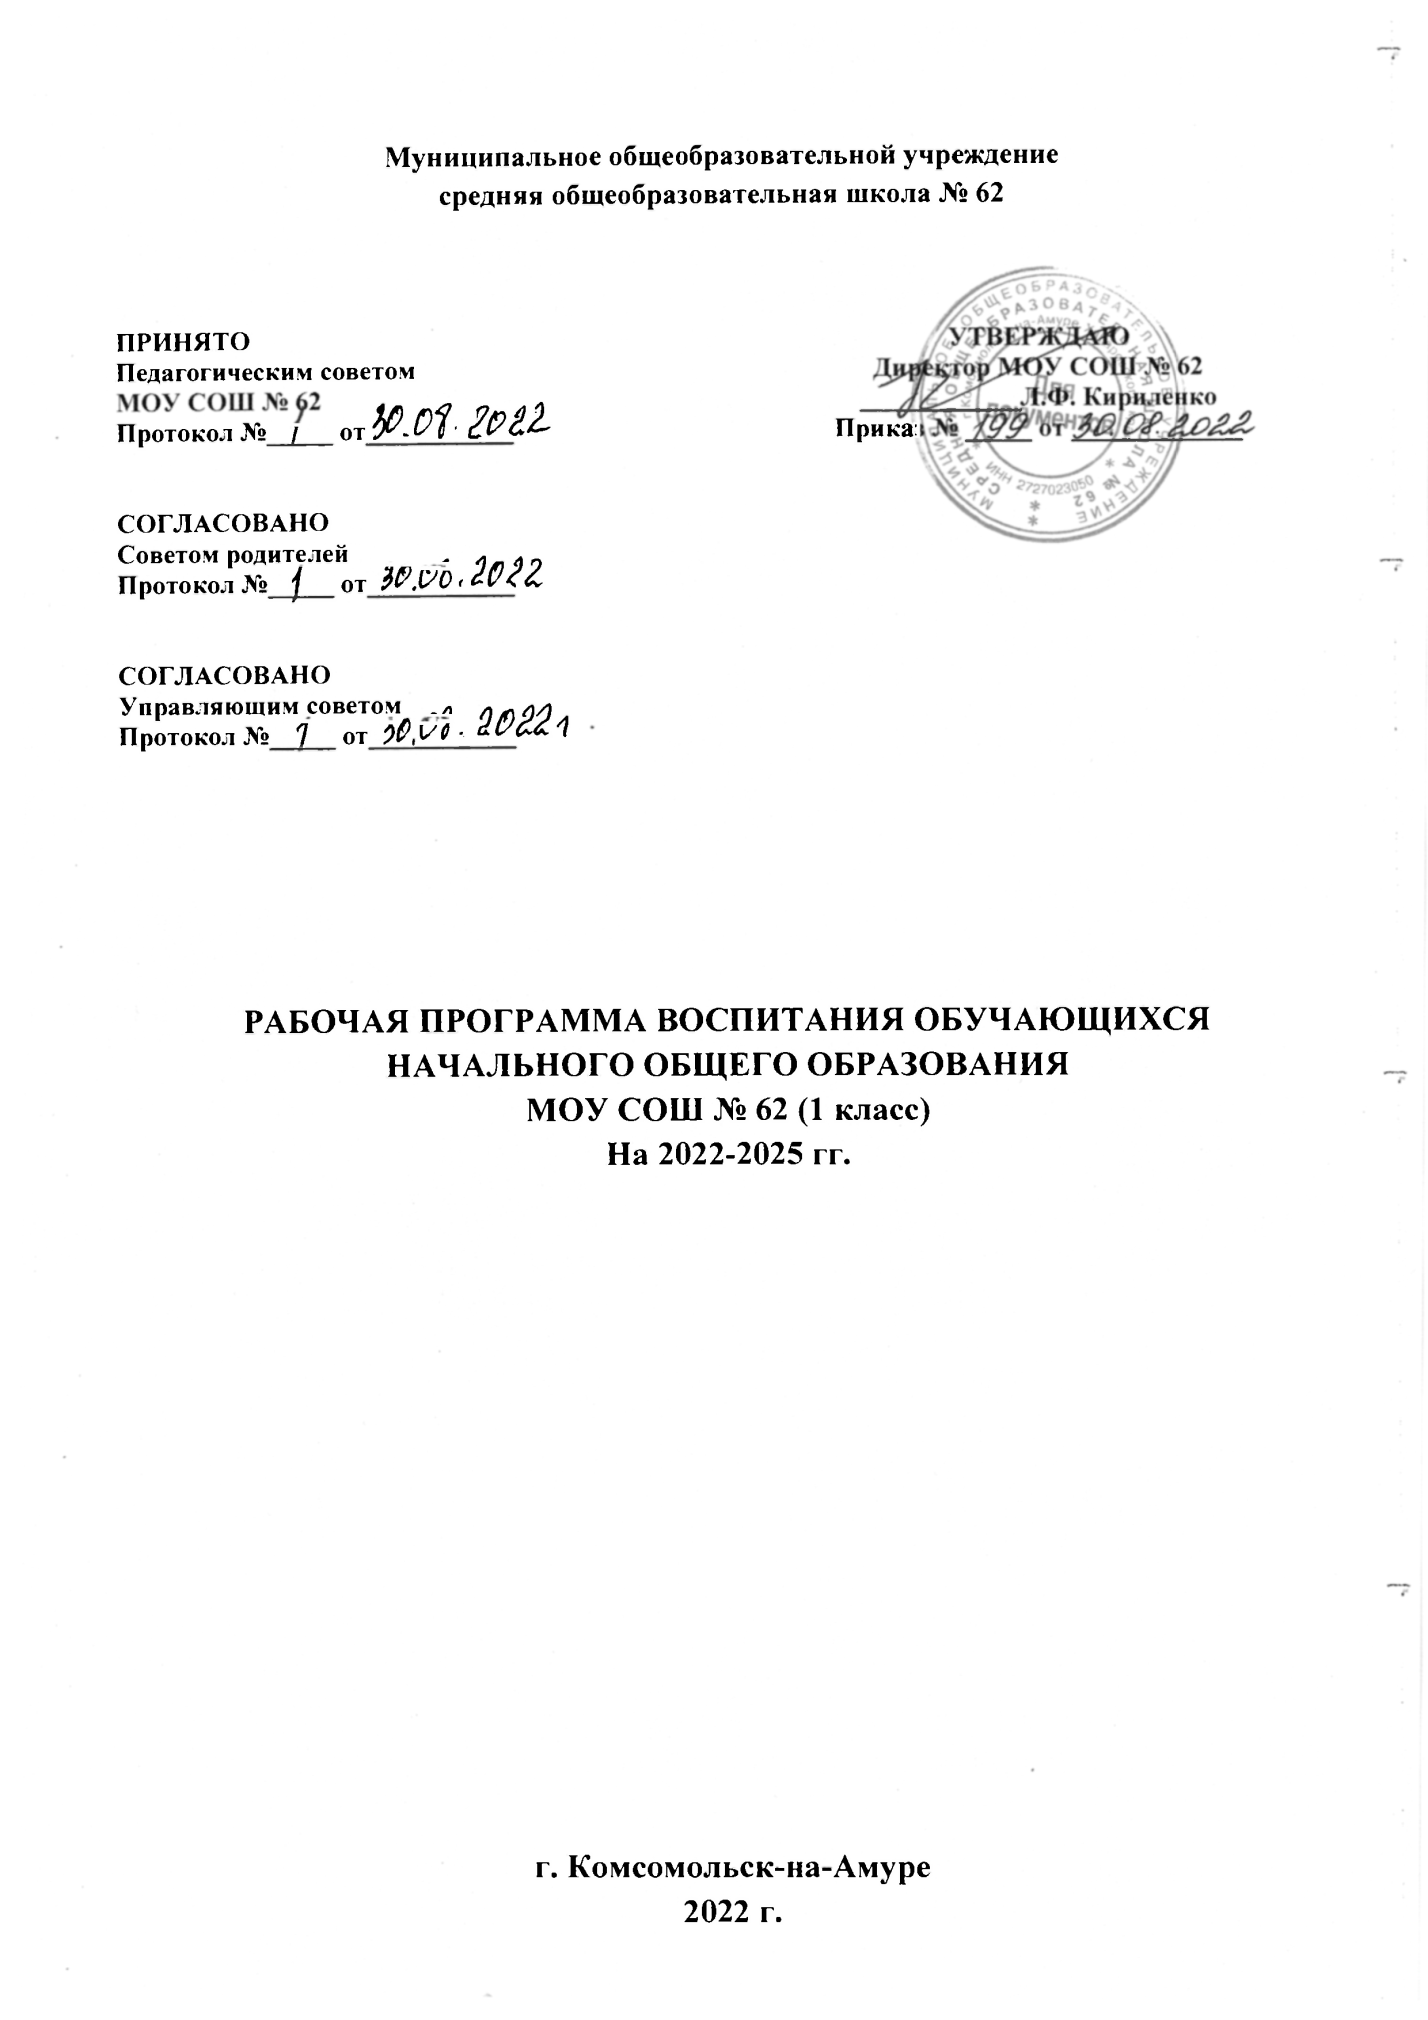 Муниципальное общеобразовательной учреждение
средняя общеобразовательная школа № 62
ПРИНЯТО
Педагогическим советом
МОУ СОШ № 62
Протокол № 1 от 30.08.2022
УТВЕРЖДАЮ
Директор МОУ СОШ № 62
Л.Ф. Кириленко
Приказ № 199 от 30.08.2022
Для
документов
ИНН 2727023050
СОГЛАСОВАНО
Советом родителей
Протокол № 1 от 30.08.2022
СОГЛАСОВАНО
Управляющим советом
Протокол № 1 от 30.08.2022
РАБОЧАЯ ПРОГРАММА ВОСПИТАНИЯ ОБУЧАЮЩИХСЯ
НАЧАЛЬНОГО ОБЩЕГО ОБРАЗОВАНИЯ
МОУ СОШ № 62 (1 класс)
На 2022-2025 гг.
г. Комсомольск-на-Амуре
2022 г.